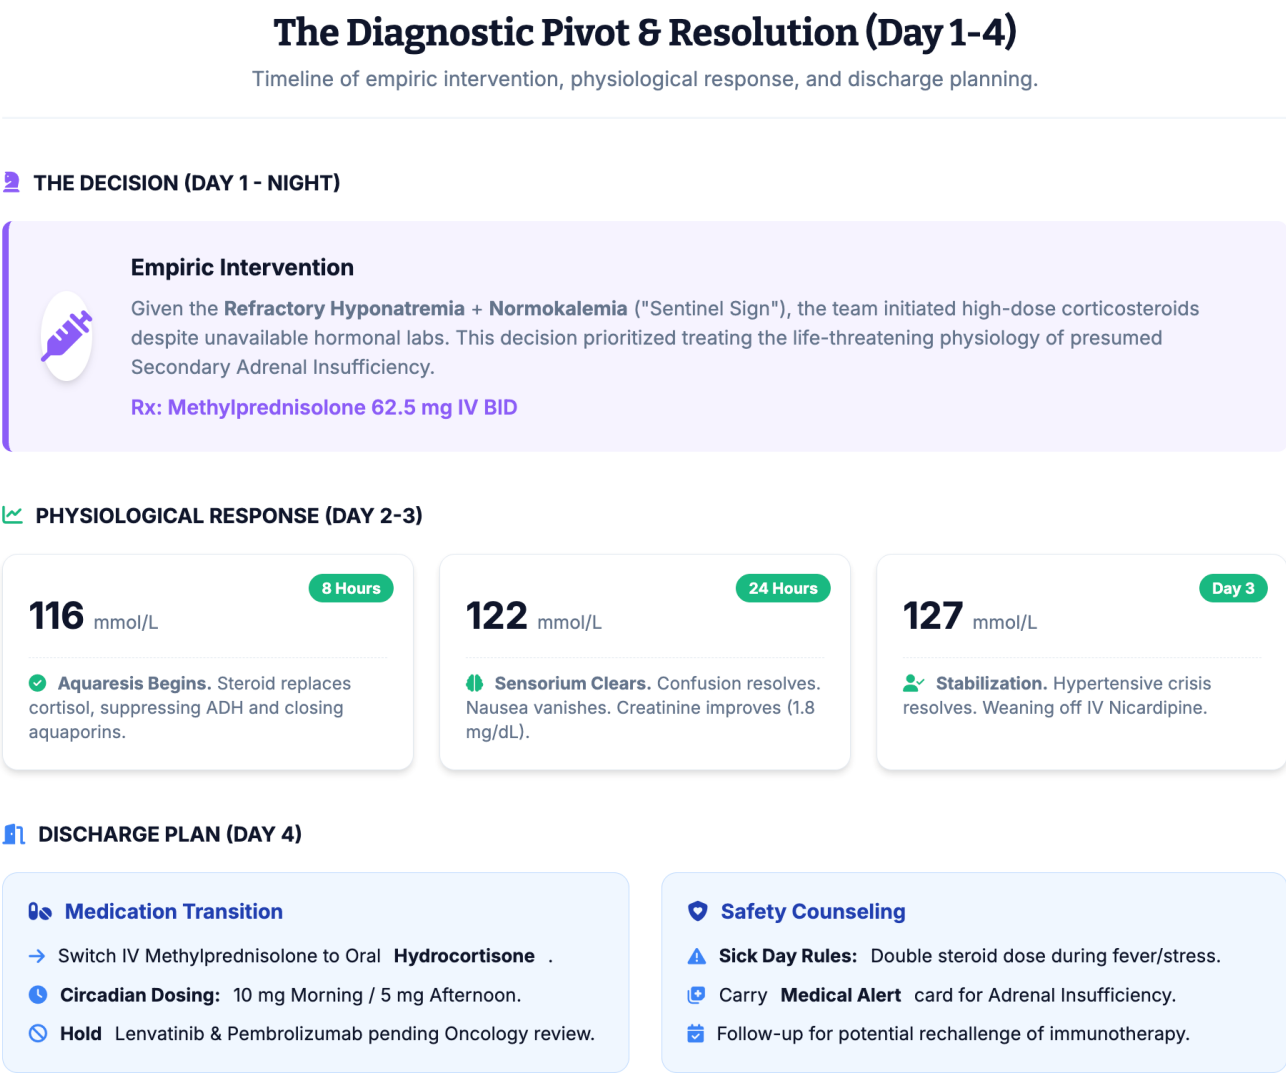 The Diagnostic Pivot & Resolution (Day 1-4)
Timeline of empiric intervention, physiological response, and discharge planning.
THE DECISION (DAY 1 - NIGHT)
Empiric Intervention
Given the Refractory Hyponatremia + Normokalemia ("Sentinel Sign"), the team initiated high-dose corticosteroids
despite unavailable hormonal labs. This decision prioritized treating the life-threatening physiology of presumed
Secondary Adrenal Insufficiency.
Rx: Methylprednisolone 62.5 mg IV BID
PHYSIOLOGICAL RESPONSE (DAY 2-3)
8 Hours
116 mmol/L
Aquaresis Begins. Steroid replaces
cortisol, suppressing ADH and closing
aquaporins.
24 Hours
122 mmol/L
Sensorium Clears. Confusion resolves.
Nausea vanishes. Creatinine improves (1.8
mg/dL).
Day 3
127 mmol/L
Stabilization. Hypertensive crisis
resolves. Weaning off IV Nicardipine.
DISCHARGE PLAN (DAY 4)
Medication Transition
Switch IV Methylprednisolone to Oral Hydrocortisone .
Circadian Dosing: 10 mg Morning / 5 mg Afternoon.
Hold Lenvatinib & Pembrolizumab pending Oncology review.
Safety Counseling
Sick Day Rules: Double steroid dose during fever/stress.
Carry Medical Alert card for Adrenal Insufficiency.
Follow-up for potential rechallenge of immunotherapy.